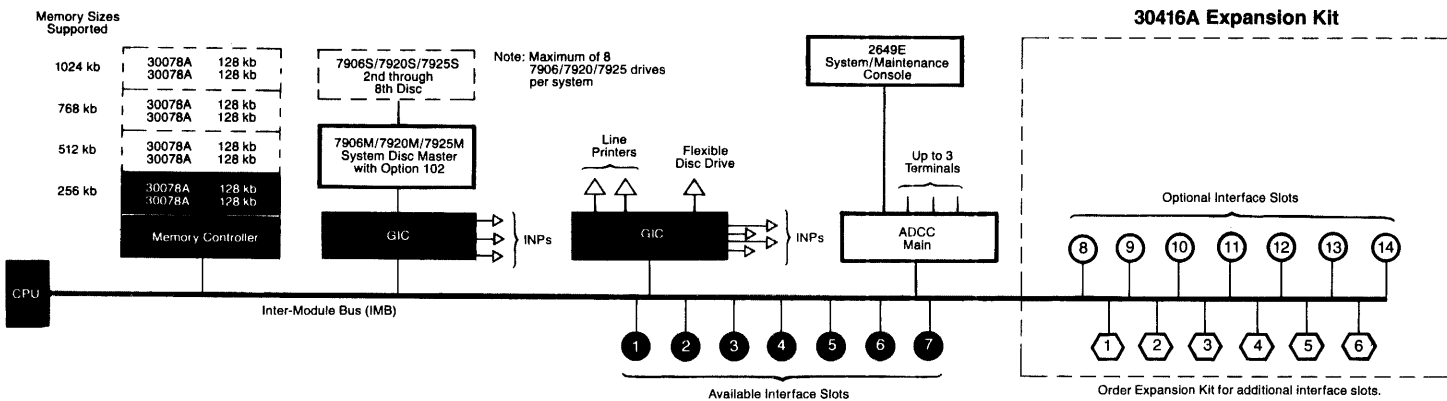 30416A Expansion Kit
Memory Sizes
Supported
1024 kb
30078A 128 kb
30078A 128 kb
768 kb
30078A 128 kb
30078A 128 kb
512 kb
30078A 128 kb
30078A 128 kb
256 kb
30078A 128 kb
30078A 128 kb
Memory Controller
7906S/7920S/7925S
2nd through
8th Disc
7906M/7920M/7925M
System Disc Master
with Option 102
GIC
INPs
Note: Maximum of 8
7906/7920/7925 drives
per system
Line
Printers
Flexible
Disc Drive
GIC
INPs
2649E
System/Maintenance
Console
Up to 3
Terminals
ADCC
Main
Optional Interface Slots
8 9 10 11 12 13 14
CPU
Inter-Module Bus (IMB)
1 2 3 4 5 6 7
Available Interface Slots
1 2 3 4 5 6
Order Expansion Kit for additional interface slots.